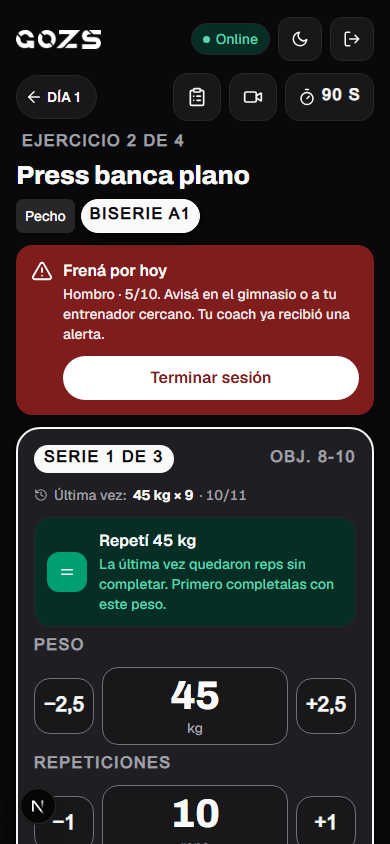 GOZS
Online
DÍA 1
90 S
EJERCICIO 2 DE 4
Press banca plano
Pecho
BISERIE A1
Frená por hoy
Hombro · 5/10. Avisá en el gimnasio o a tu
entrenador cercano. Tu coach ya recibió una
alerta.
Terminar sesión
SERIE 1 DE 3
OBJ. 8-10
Última vez: 45 kg × 9 · 10/11
=
Repetí 45 kg
La última vez quedaron reps sin
completar. Primero completalas con
este peso.
PESO
−2,5
45
kg
+2,5
REPETICIONES
N
−1
10
+1